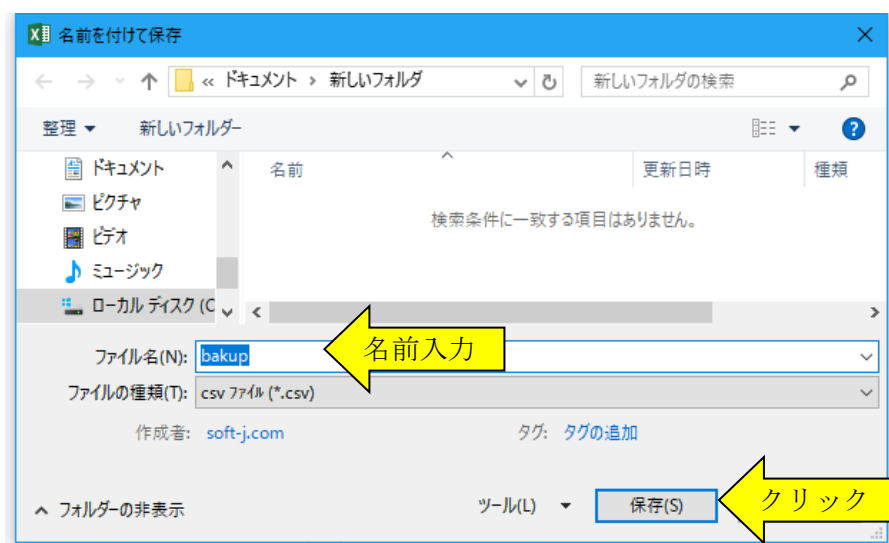 名前を付けて保存
« ドキュメント › 新しいフォルダ 新しいフォルダの検索
整理 新しいフォルダー
ドキュメント
名前 更新日時 種類
ピクチャ
検索条件に一致する項目はありません。
ビデオ
ミュージック
ローカル ディスク (C
ファイル名(N): bakup
名前入力
ファイルの種類(T): csv ファイル (*.csv)
作成者: soft-j.com タグ: タグの追加
フォルダーの非表示 ツール(L) 保存(S)
クリック